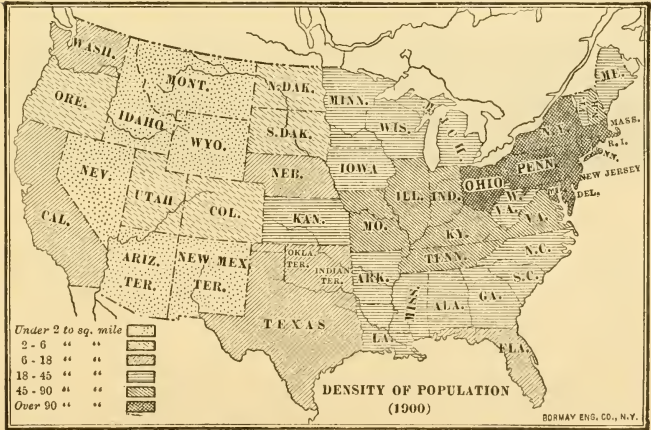 WASH.
MONT.
N.DAK.
MINN.
ME.
ORE.
IDAHO
S.DAK.
WIS.
N.Y.
MASS.
R.I.
WYO.
IOWA
NEB.
PENN.
NEW JERSEY
NEV.
UTAH
COL.
ILL.
IND.
OHIO
W.
VA.
DEL.
VA.
CAL.
KAN.
MO.
KY.
ARIZ.
TER.
NEW MEX
TER.
OKLA.
TER.
INDIAN
TER.
ARK.
TENN.
N.C.
S.C.
TEXAS
MISS.
ALA.
GA.
LA.
FLA.
Under 2 to sq. mile
2 - 6 " "
6 - 18 " "
18 - 45 " "
45 - 90 " "
Over 90 " "
DENSITY OF POPULATION
(1900)
BORMAY ENG. CO., N.Y.